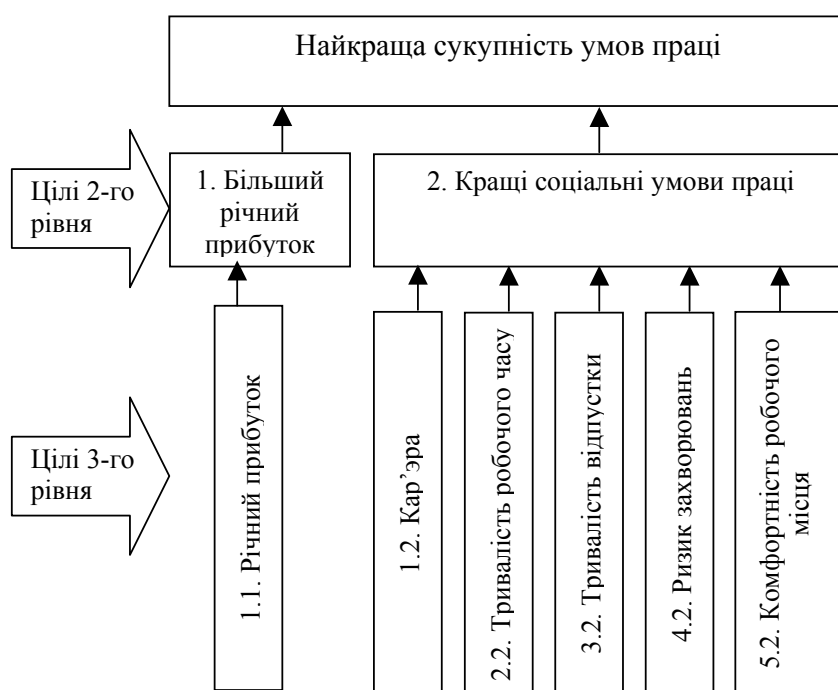 Найкраща сукупність умов праці
Цілі 2-го
рівня
1. Більший
річний
прибуток
2. Кращі соціальні умови праці
Цілі 3-го
рівня
1.1. Річний прибуток
1.2. Кар’эра
2.2. Тривалість робочого часу
3.2. Тривалість відпустки
4.2. Ризик захворювань
5.2. Комфортність робочого
місця